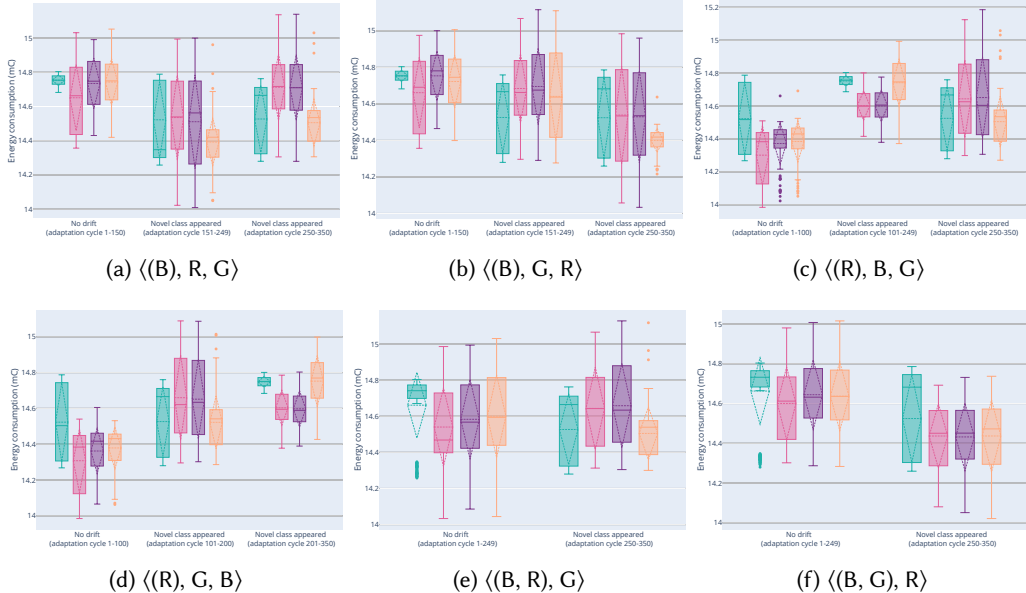 Energy consumption (mC)
15
14.8
14.6
14.4
14.2
14
No drift
(adaptation cycle 1-150)
Novel class appeared
(adaptation cycle 151-249)
Novel class appeared
(adaptation cycle 250-350)
(a) ⟨(B), R, G⟩
Energy consumption (mC)
15
14.8
14.6
14.4
14.2
14
No drift
(adaptation cycle 1-150)
Novel class appeared
(adaptation cycle 151-249)
Novel class appeared
(adaptation cycle 250-350)
(b) ⟨(B), G, R⟩
Energy consumption (mC)
15.2
15
14.8
14.6
14.4
14.2
14
No drift
(adaptation cycle 1-100)
Novel class appeared
(adaptation cycle 101-249)
Novel class appeared
(adaptation cycle 250-350)
(c) ⟨(R), B, G⟩
Energy consumption (mC)
15
14.8
14.6
14.4
14.2
14
No drift
(adaptation cycle 1-100)
Novel class appeared
(adaptation cycle 101-200)
Novel class appeared
(adaptation cycle 201-350)
(d) ⟨(R), G, B⟩
Energy consumption (mC)
15
14.8
14.6
14.4
14.2
14
No drift
(adaptation cycle 1-249)
Novel class appeared
(adaptation cycle 250-350)
(e) ⟨(B, R), G⟩
Energy consumption (mC)
15
14.8
14.6
14.4
14.2
14
No drift
(adaptation cycle 1-249)
Novel class appeared
(adaptation cycle 250-350)
(f) ⟨(B, G), R⟩